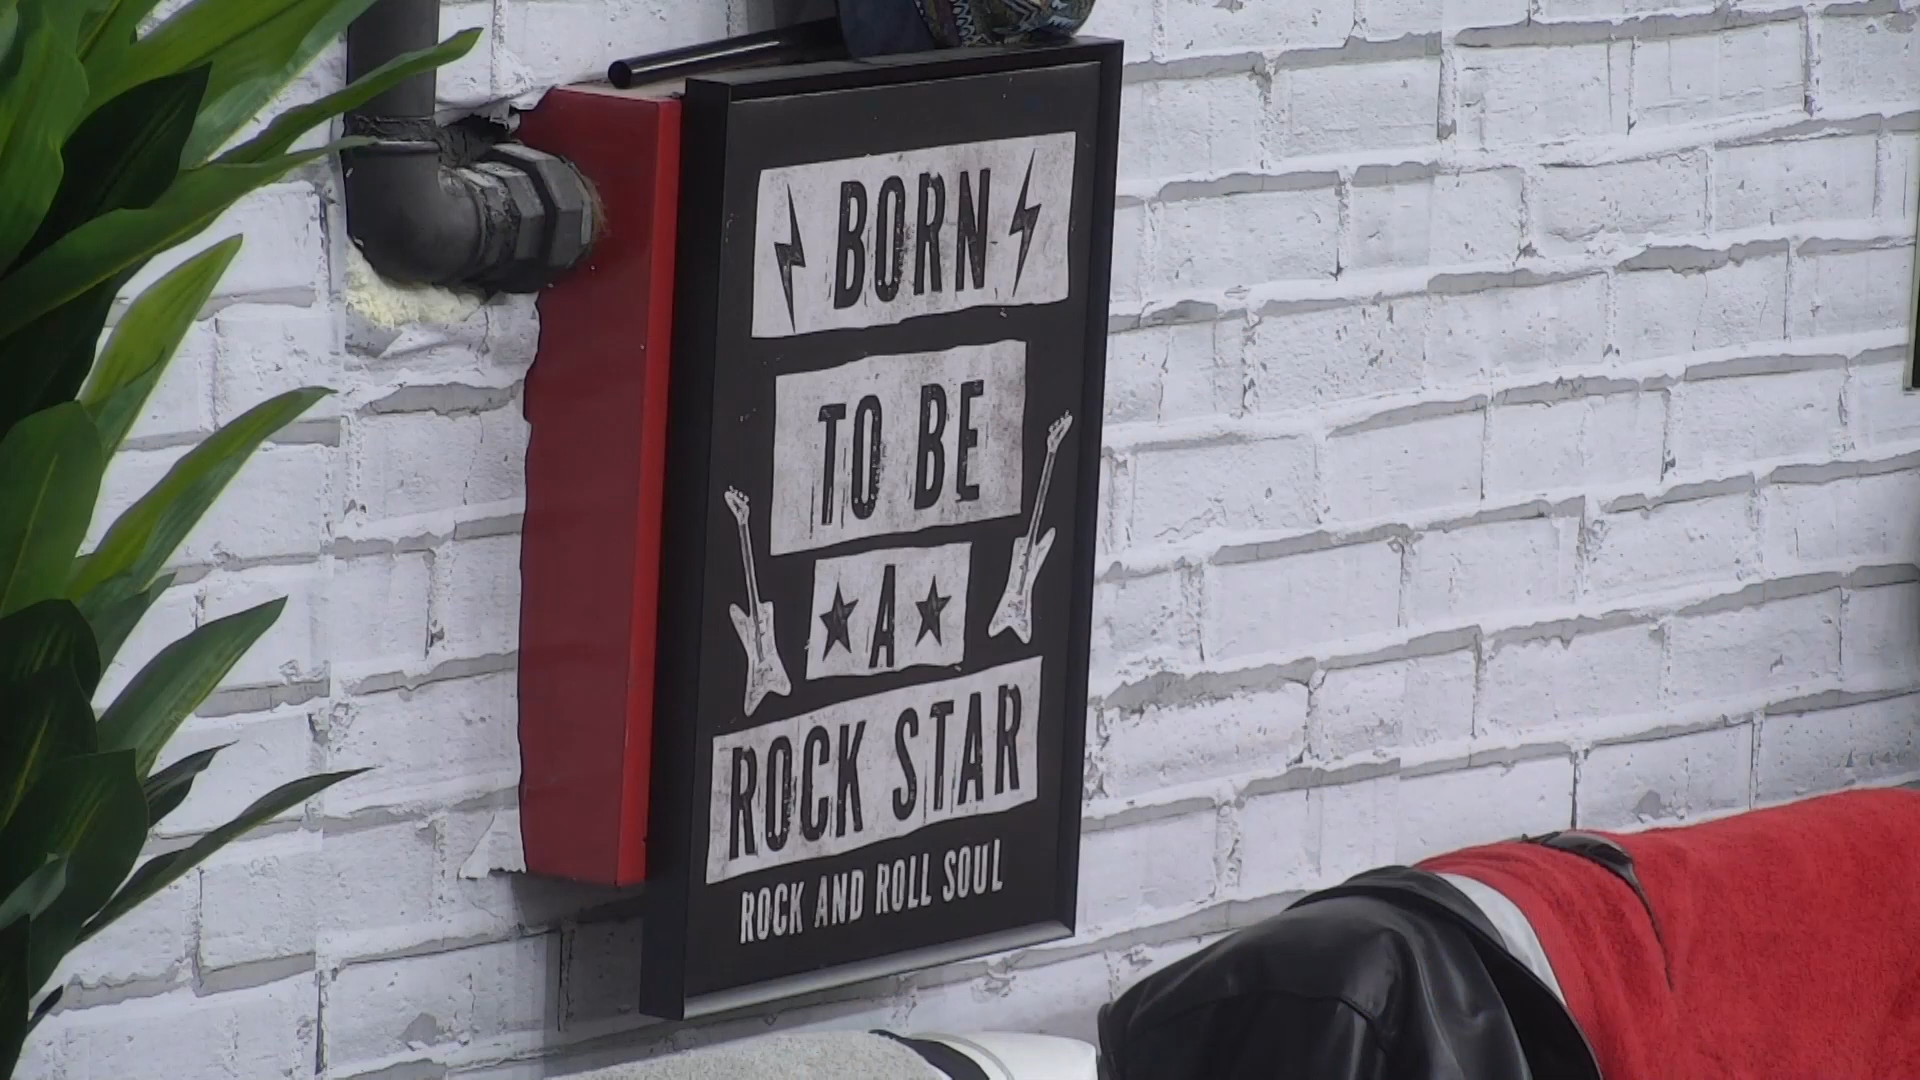 BORN
TO BE
A
ROCK STAR
ROCK AND ROLL SOUL